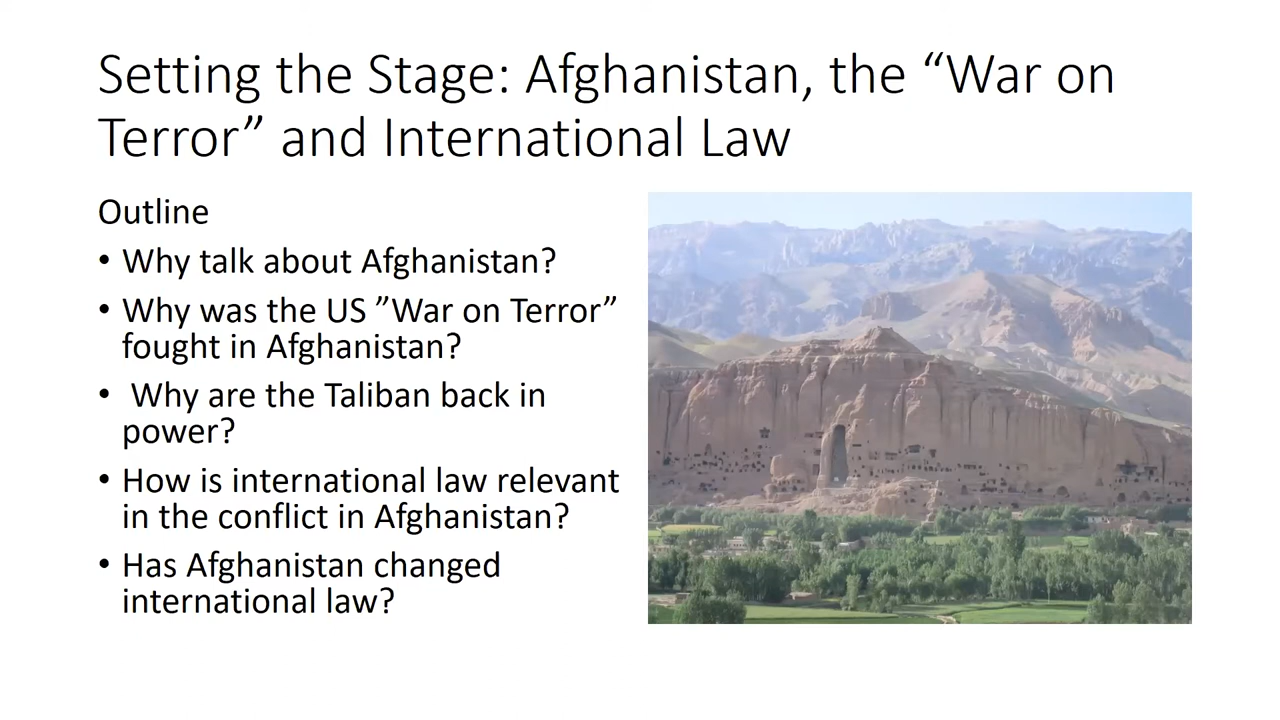 Setting the Stage: Afghanistan, the “War on
Terror” and International Law
Outline
• Why talk about Afghanistan?
• Why was the US ”War on Terror”
fought in Afghanistan?
• Why are the Taliban back in
power?
• How is international law relevant
in the conflict in Afghanistan?
• Has Afghanistan changed
international law?